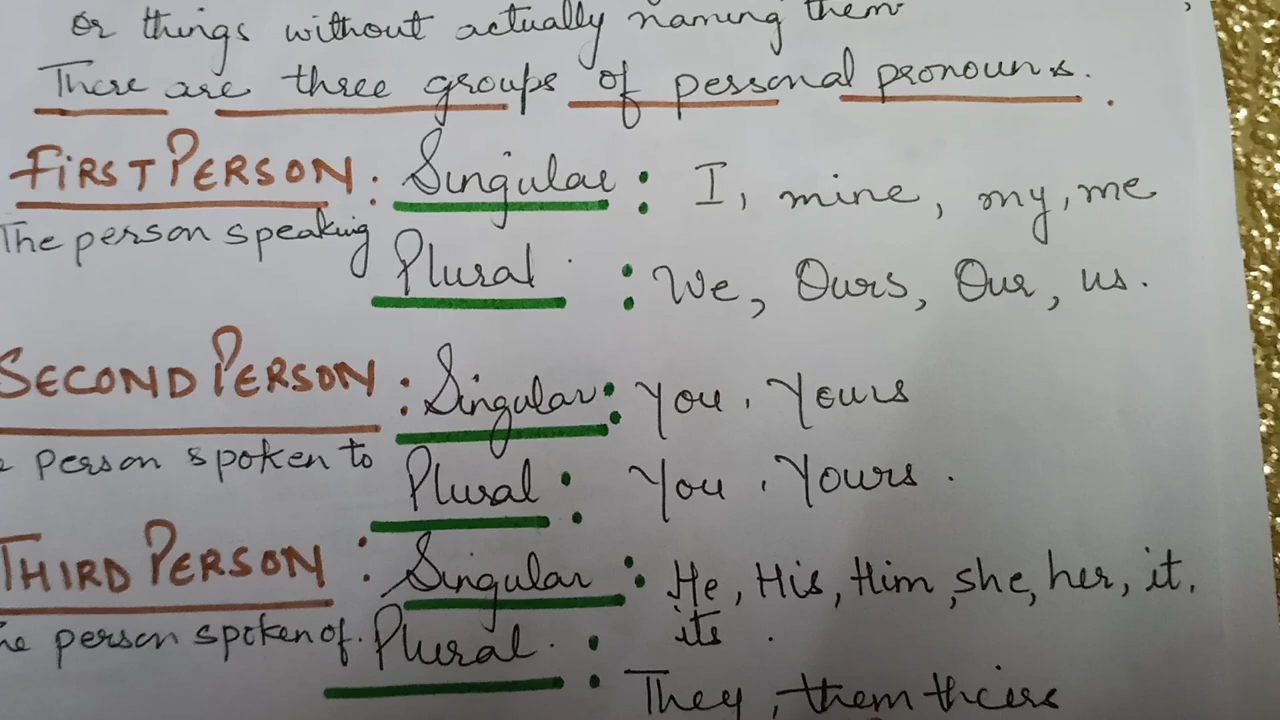 or things without actually naming them
There are three groups of personal pronouns.
FIRST PERSON: Singular: I, mine, my, me
The person speaking
Plural : We, Ours, Our, us.
SECOND PERSON: Singular: You, Yours
person spoken to
Plural: You, Yours.
THIRD PERSON: Singular: He, His, Him, she, her, it,
its.
person spoken of. Plural. :
They, them theirs